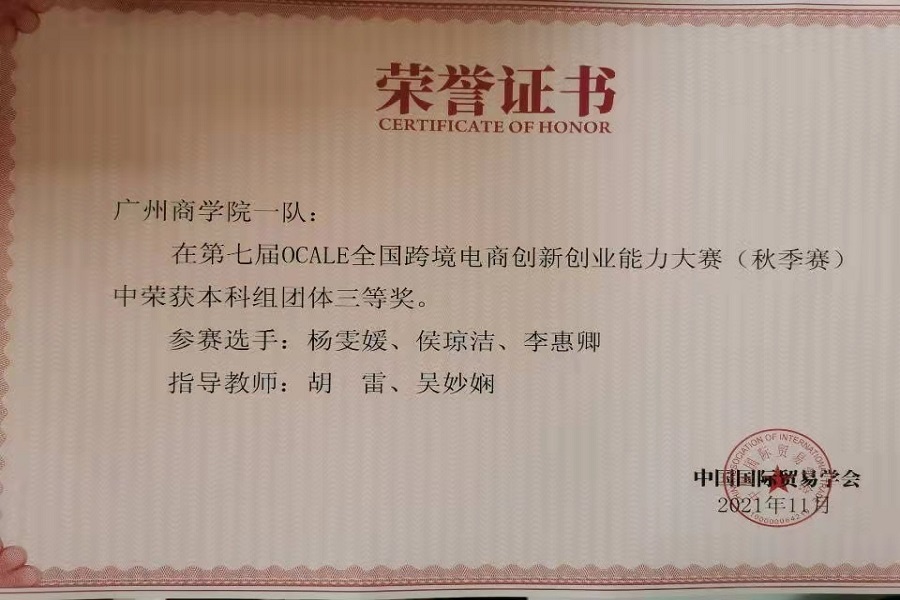 荣誉证书
CERTIFICATE OF HONOR
广州商学院一队：
在第七届OCALE全国跨境电商创新创业能力大赛（秋季赛）
中荣获本科组团体三等奖。
参赛选手：杨雯媛、侯琼洁、李惠卿
指导教师：胡　雷、吴妙娴
中国国际贸易学会
2021年11月